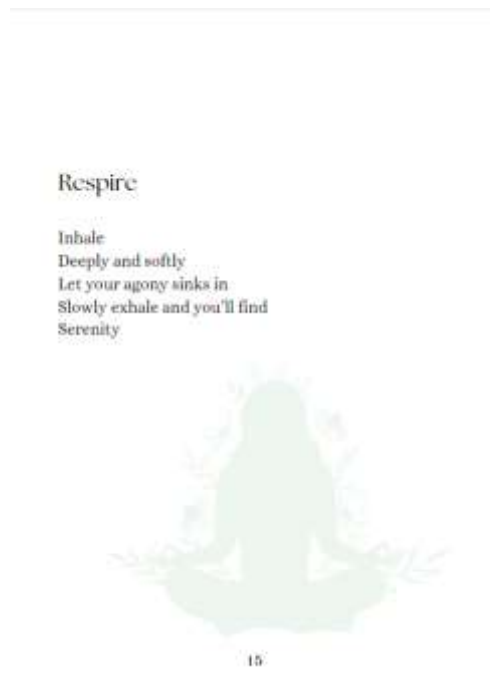 Respire
Inhale
Deeply and softly
Let your agony sinks in
Slowly exhale and you'll find
Serenity
15